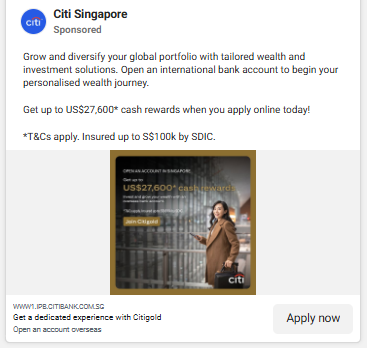 citi
Citi Singapore
Sponsored
Grow and diversify your global portfolio with tailored wealth and
investment solutions. Open an international bank account to begin your
personalised wealth journey.
Get up to US$27,600* cash rewards when you apply online today!
*T&Cs apply. Insured up to S$100k by SDIC.
OPEN AN ACCOUNT IN SINGAPORE
Get up to
US$27,600* cash rewards
Join Citigold
citi
WWW1.IPB.CITIBANK.COM.SG
Get a dedicated experience with Citigold
Open an account overseas
Apply now